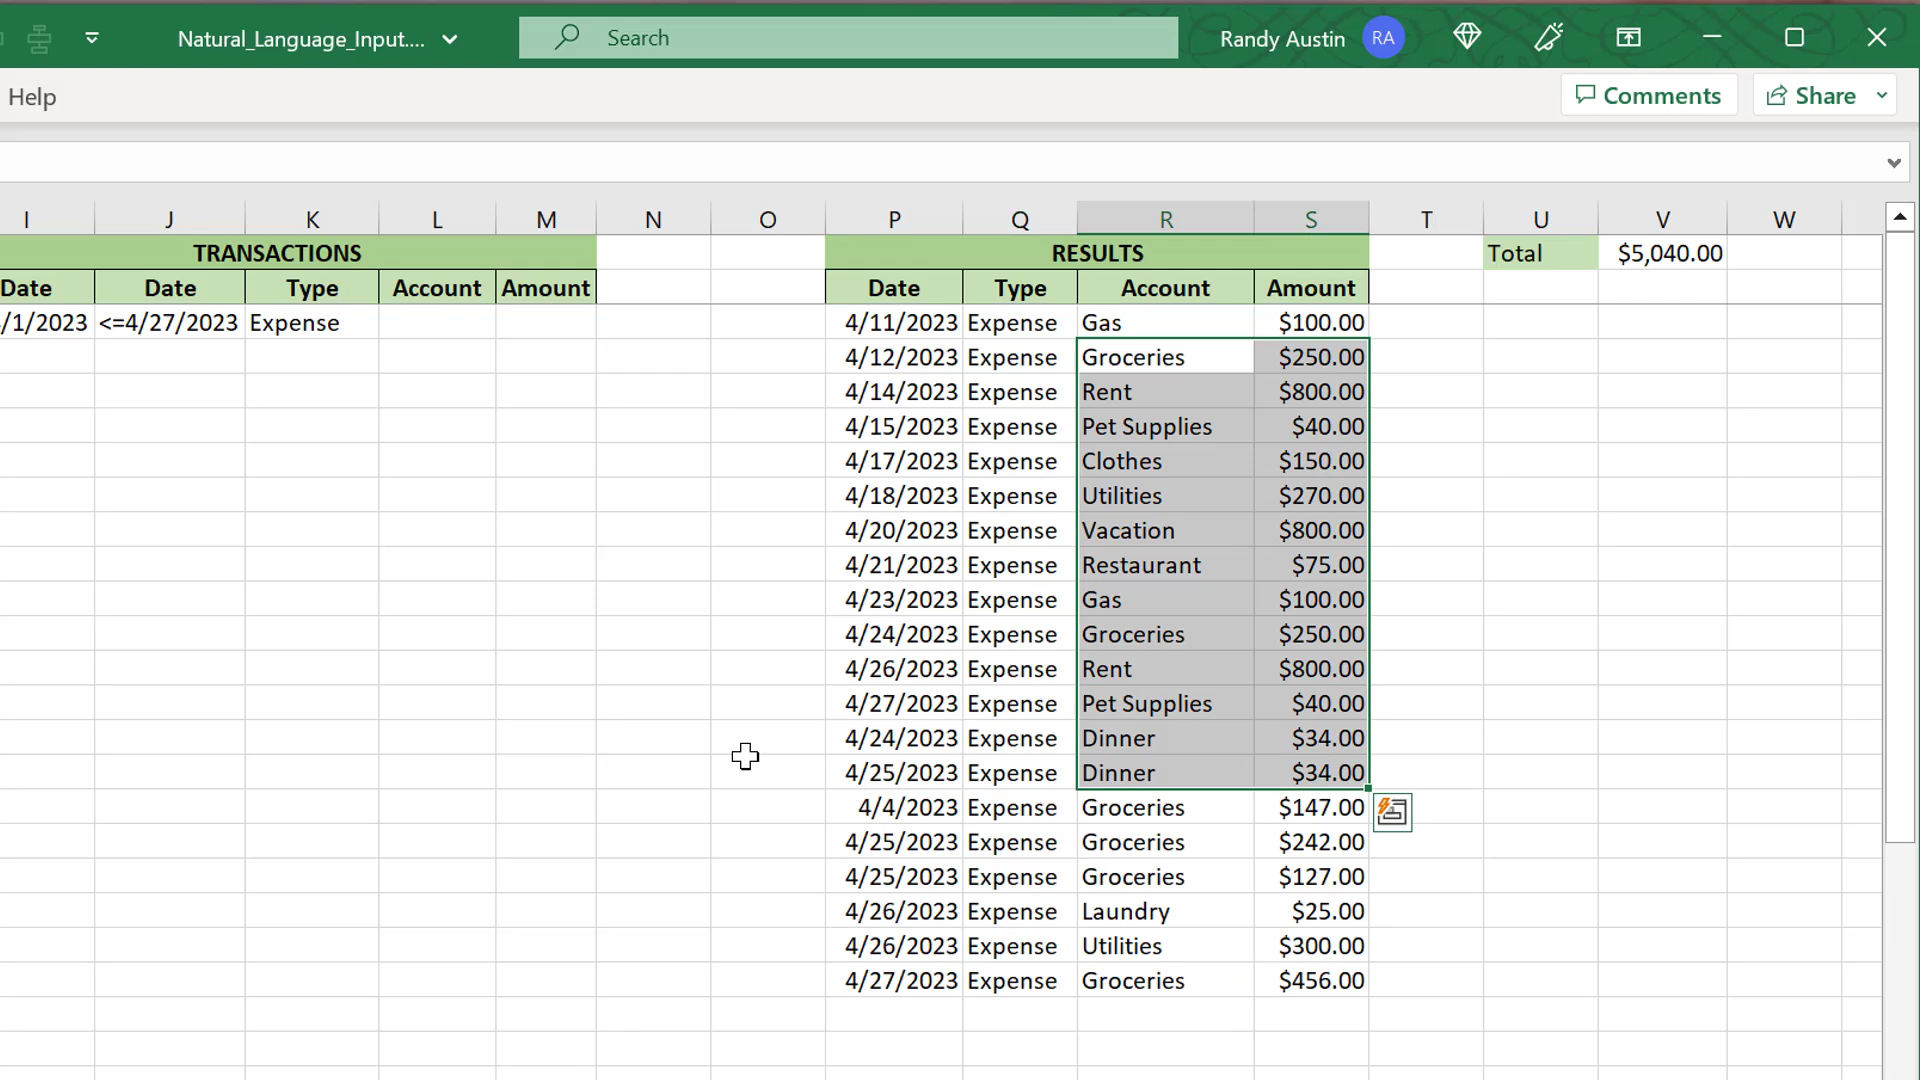 Natural_Language_Input.... Search Randy Austin RA
Help Comments Share
I J K L M N O P Q R S T U V W
TRANSACTIONS RESULTS Total $5,040.00
Date Date Type Account Amount Date Type Account Amount
/1/2023 <=4/27/2023 Expense 4/11/2023 Expense Gas $100.00
4/12/2023 Expense Groceries $250.00
4/14/2023 Expense Rent $800.00
4/15/2023 Expense Pet Supplies $40.00
4/17/2023 Expense Clothes $150.00
4/18/2023 Expense Utilities $270.00
4/20/2023 Expense Vacation $800.00
4/21/2023 Expense Restaurant $75.00
4/23/2023 Expense Gas $100.00
4/24/2023 Expense Groceries $250.00
4/26/2023 Expense Rent $800.00
4/27/2023 Expense Pet Supplies $40.00
4/24/2023 Expense Dinner $34.00
4/25/2023 Expense Dinner $34.00
4/4/2023 Expense Groceries $147.00
4/25/2023 Expense Groceries $242.00
4/25/2023 Expense Groceries $127.00
4/26/2023 Expense Laundry $25.00
4/26/2023 Expense Utilities $300.00
4/27/2023 Expense Groceries $456.00